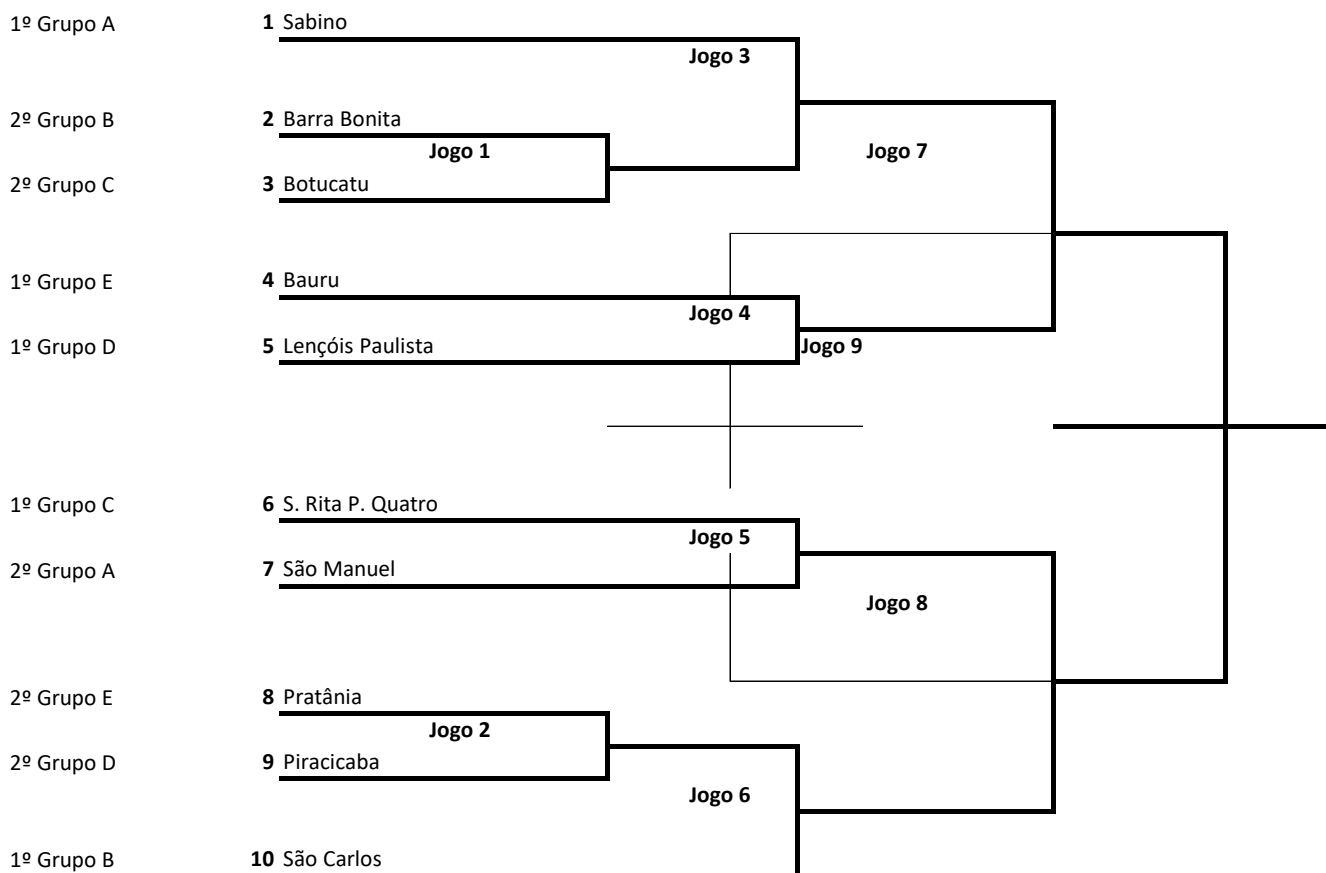 1º Grupo A 1 Sabino
Jogo 3
2º Grupo B 2 Barra Bonita
Jogo 1 Jogo 7
2º Grupo C 3 Botucatu
1º Grupo E 4 Bauru
Jogo 4
1º Grupo D 5 Lençóis Paulista Jogo 9
1º Grupo C 6 S. Rita P. Quatro
Jogo 5
2º Grupo A 7 São Manuel
Jogo 8
2º Grupo E 8 Pratânia
Jogo 2
2º Grupo D 9 Piracicaba
Jogo 6
1º Grupo B 10 São Carlos